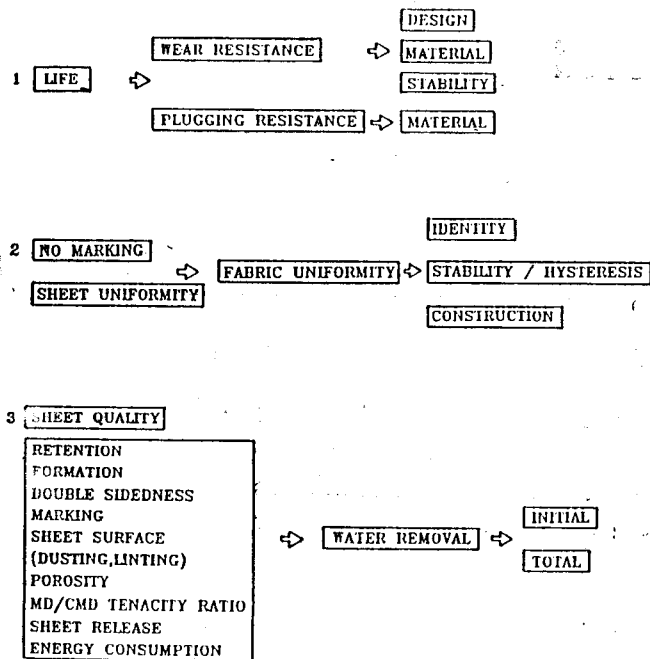 DESIGN
WEAR RESISTANCE
MATERIAL
1 LIFE
STABILITY
PLUGGING RESISTANCE
MATERIAL
IDENTITY
2 NO MARKING
FABRIC UNIFORMITY
STABILITY / HYSTERESIS
SHEET UNIFORMITY
CONSTRUCTION
3 SHEET QUALITY
RETENTION
FORMATION
DOUBLE SIDEDNESS
MARKING
SHEET SURFACE
(DUSTING,LINTING)
POROSITY
MD/CMD TENACITY RATIO
SHEET RELEASE
ENERGY CONSUMPTION
WATER REMOVAL
INITIAL
TOTAL